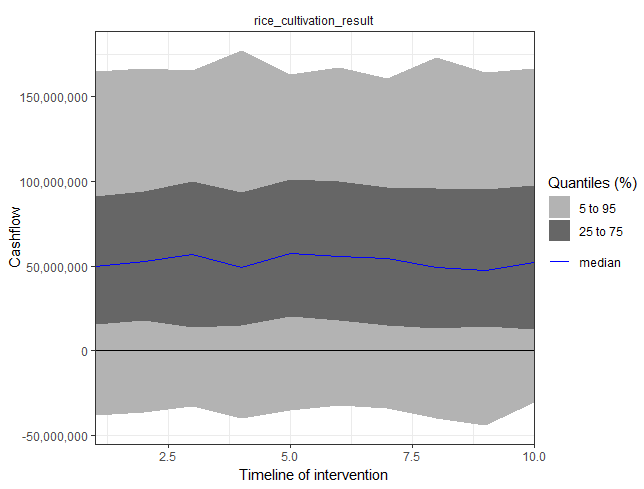 rice_cultivation_result
150,000,000
100,000,000
50,000,000
0
-50,000,000
Cashflow
2.5
5.0
7.5
10.0
Timeline of intervention
Quantiles (%)
5 to 95
25 to 75
median